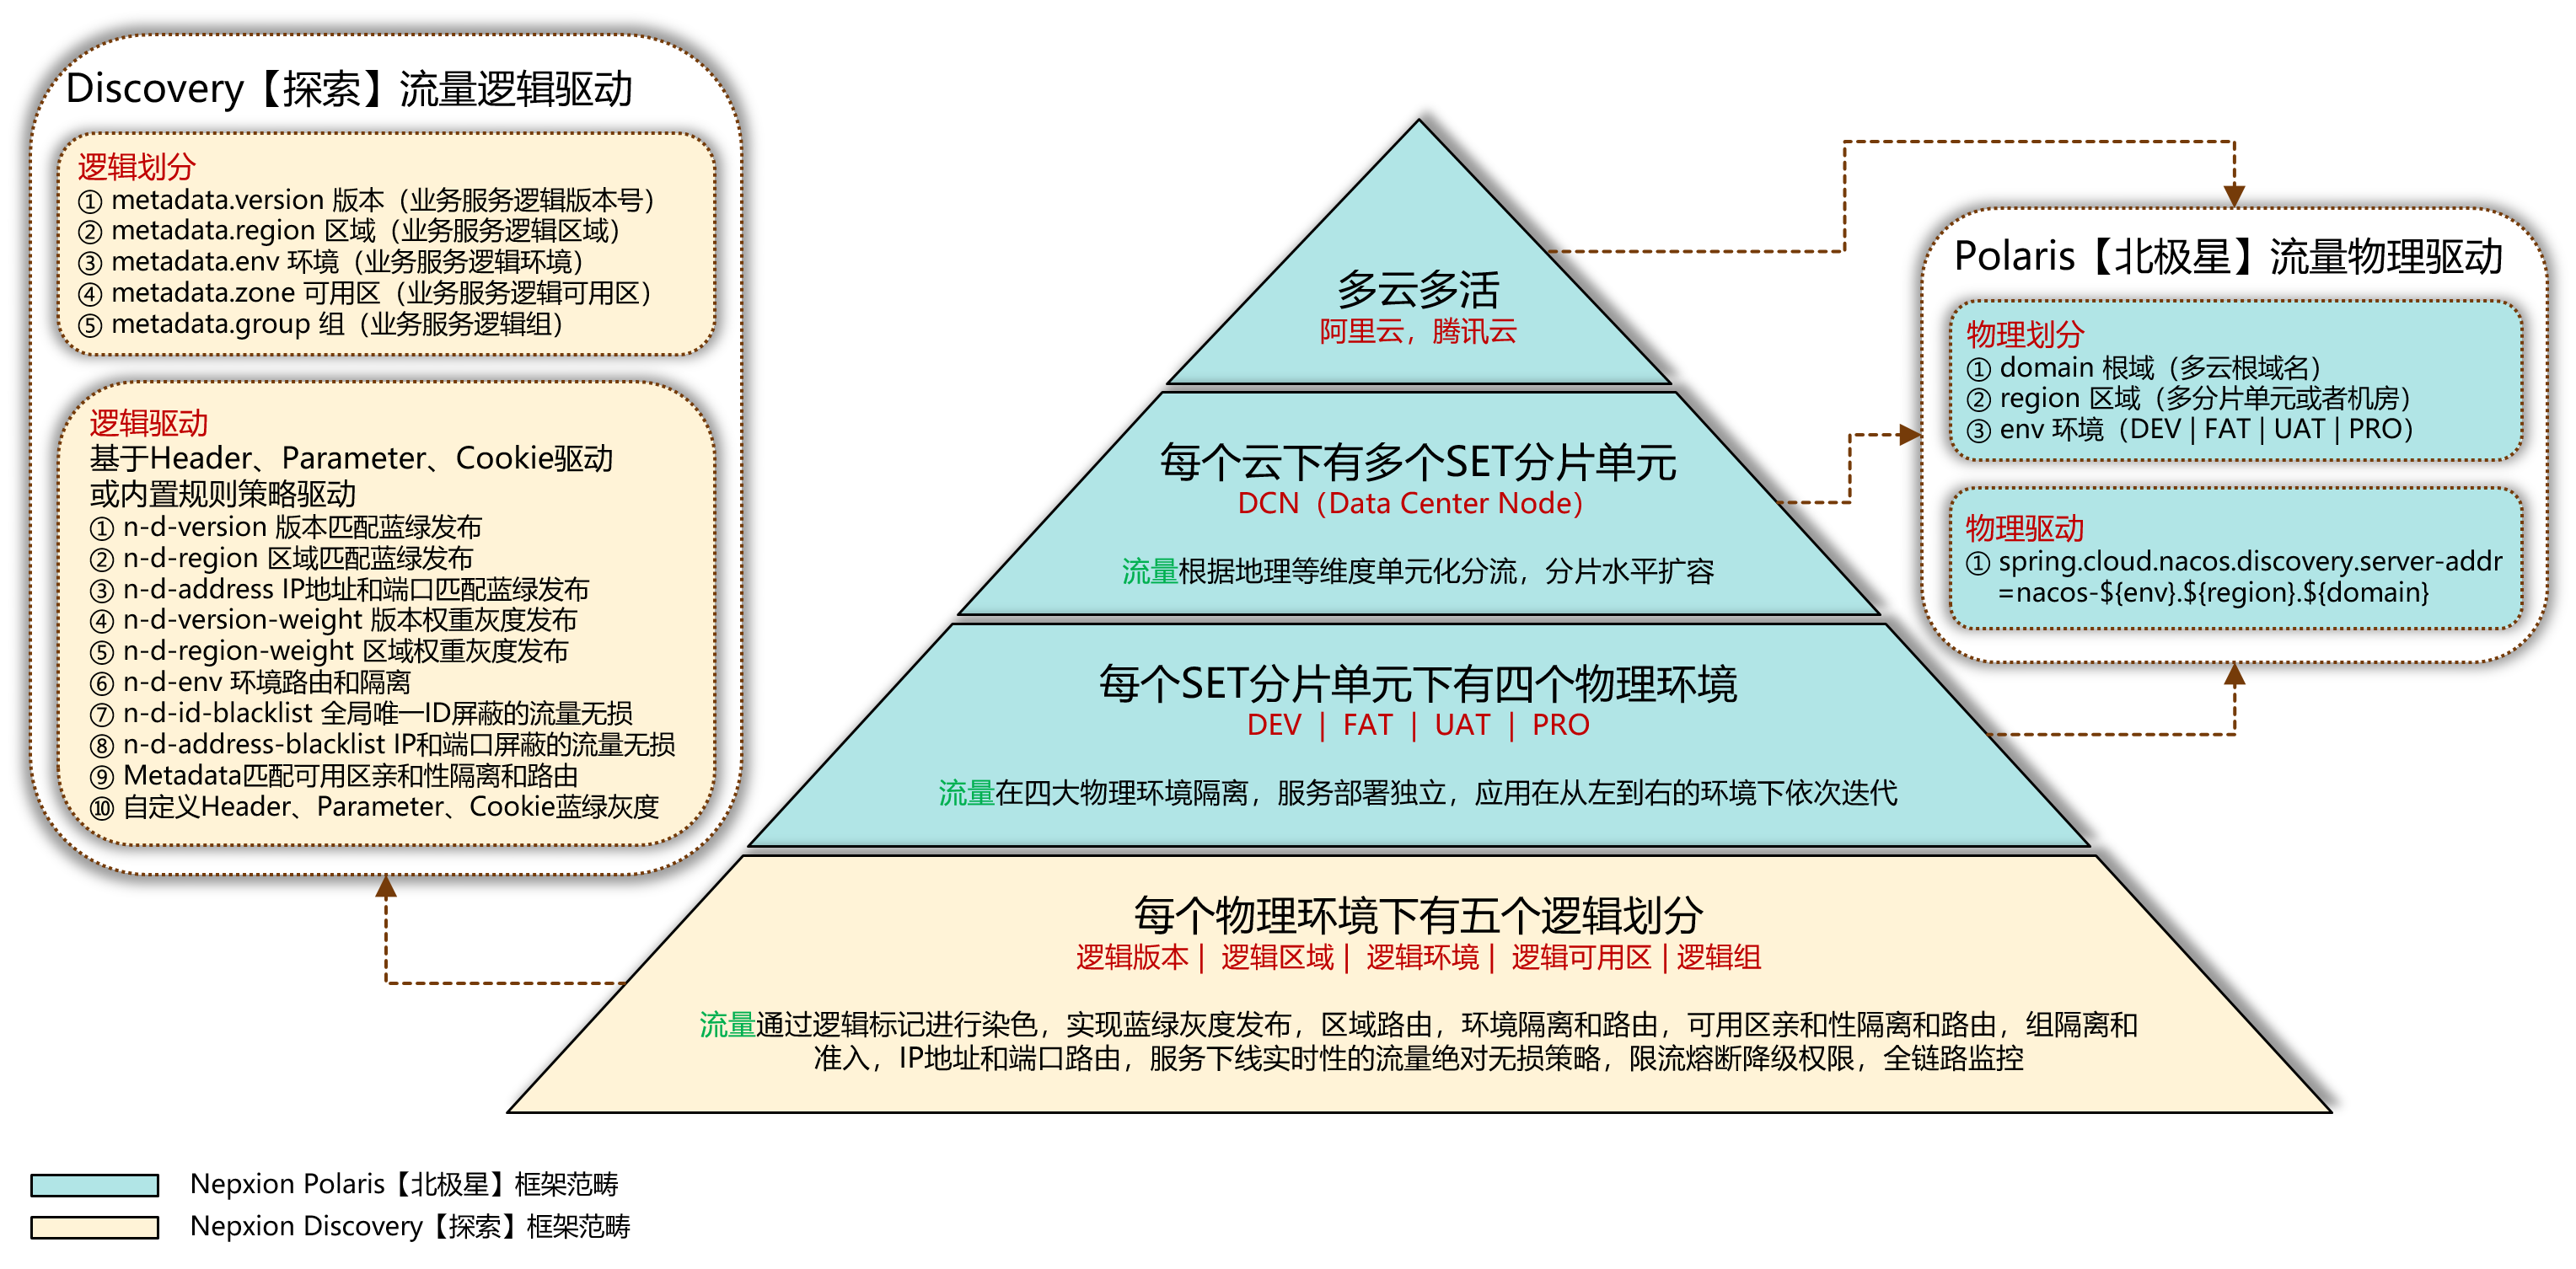 Discovery【探索】流量逻辑驱动
逻辑划分
① metadata.version 版本（业务服务逻辑版本号）
② metadata.region 区域（业务服务逻辑区域）
③ metadata.env 环境（业务服务逻辑环境）
④ metadata.zone 可用区（业务服务逻辑可用区）
⑤ metadata.group 组（业务服务逻辑组）
逻辑驱动
基于Header、Parameter、Cookie驱动
或内置规则策略驱动
① n-d-version 版本匹配蓝绿发布
② n-d-region 区域匹配蓝绿发布
③ n-d-address IP地址和端口匹配蓝绿发布
④ n-d-version-weight 版本权重灰度发布
⑤ n-d-region-weight 区域权重灰度发布
⑥ n-d-env 环境路由和隔离
⑦ n-d-id-blacklist 全局唯一ID屏蔽的流量无损
⑧ n-d-address-blacklist IP和端口屏蔽的流量无损
⑨ Metadata匹配可用区亲和性隔离和路由
⑩ 自定义Header、Parameter、Cookie蓝绿灰度
多云多活
阿里云，腾讯云
每个云下有多个SET分片单元
DCN（Data Center Node）
流量根据地理等维度单元化分流，分片水平扩容
每个SET分片单元下有四个物理环境
DEV | FAT | UAT | PRO
流量在四大物理环境隔离，服务部署独立，应用在从左到右的环境下依次迭代
每个物理环境下有五个逻辑划分
逻辑版本 | 逻辑区域 | 逻辑环境 | 逻辑可用区 | 逻辑组
流量通过逻辑标记进行染色，实现蓝绿灰度发布，区域路由，环境隔离和路由，可用区亲和性隔离和路由，组隔离和
准入，IP地址和端口路由，服务下线实时性的流量绝对无损策略，限流熔断降级权限，全链路监控
Polaris【北极星】流量物理驱动
物理划分
① domain 根域（多云根域名）
② region 区域（多分片单元或者机房）
③ env 环境（DEV | FAT | UAT | PRO）
物理驱动
① spring.cloud.nacos.discovery.server-addr
=nacos-${env}.${region}.${domain}
Nepxion Polaris【北极星】框架范畴
Nepxion Discovery【探索】框架范畴